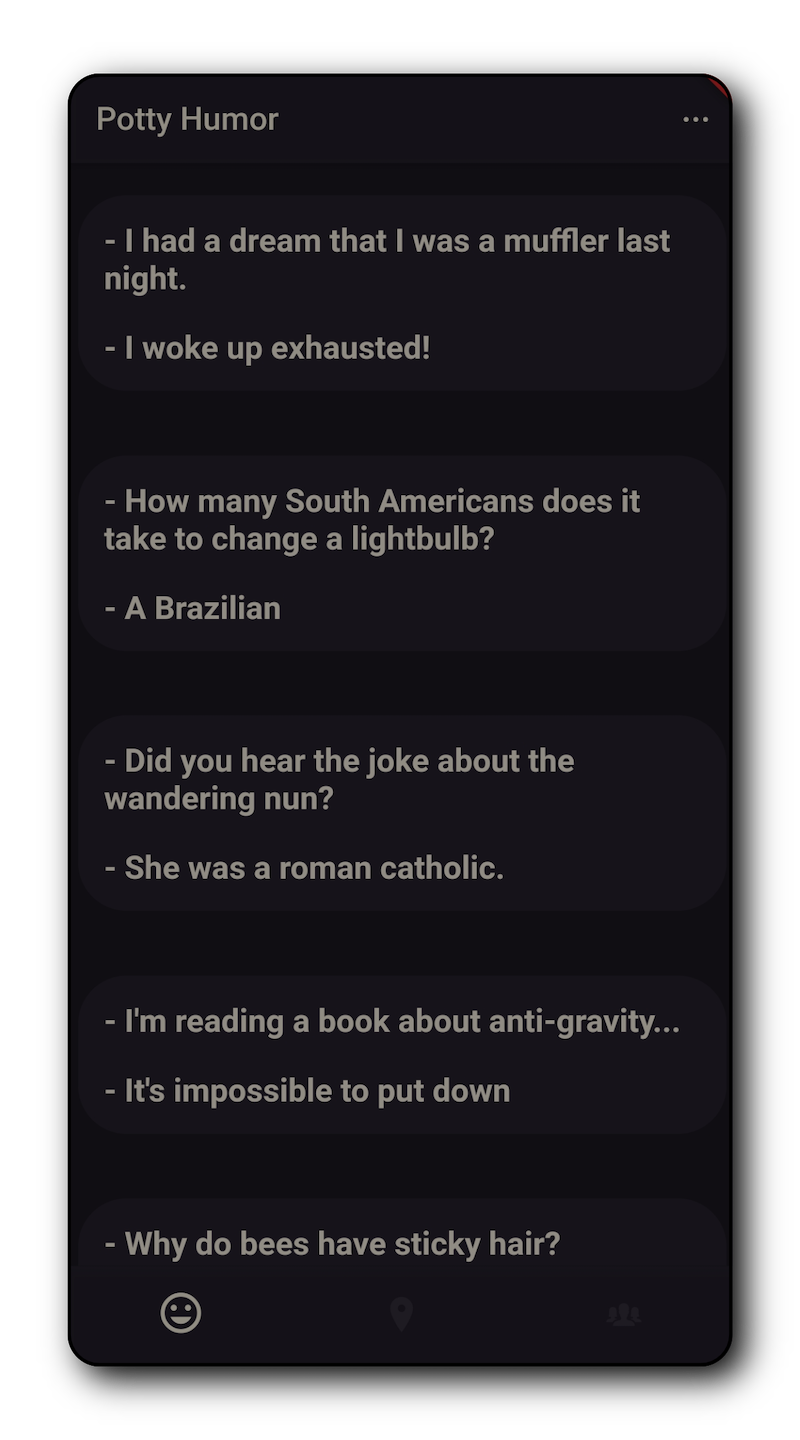 Potty Humor
- I had a dream that I was a muffler last
night.
- I woke up exhausted!
- How many South Americans does it
take to change a lightbulb?
- A Brazilian
- Did you hear the joke about the
wandering nun?
- She was a roman catholic.
- I'm reading a book about anti-gravity...
- It's impossible to put down
- Why do bees have sticky hair?